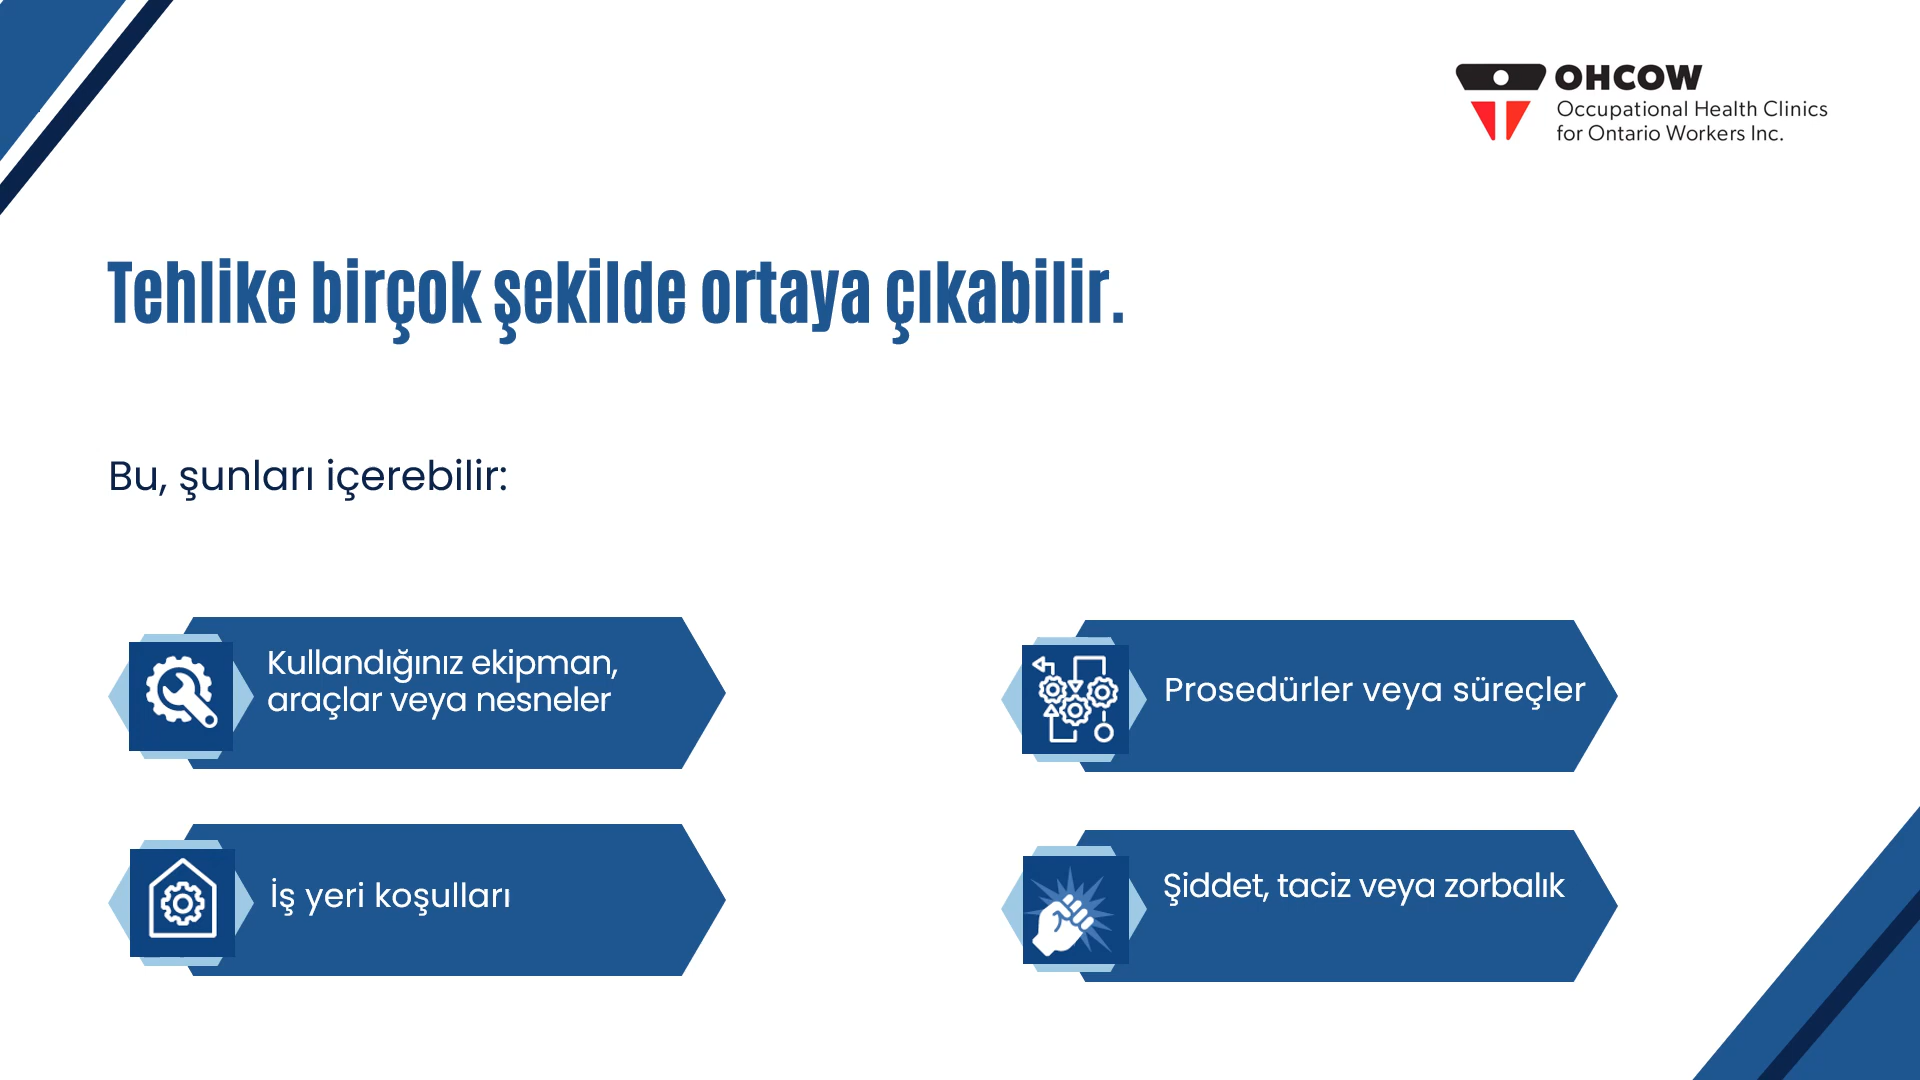 OHCOW
Occupational Health Clinics
for Ontario Workers Inc.
Tehlike birçok şekilde ortaya çıkabilir.
Bu, şunları içerebilir:
Kullandığınız ekipman,
araçlar veya nesneler
Prosedürler veya süreçler
İş yeri koşulları
Şiddet, taciz veya zorbalık